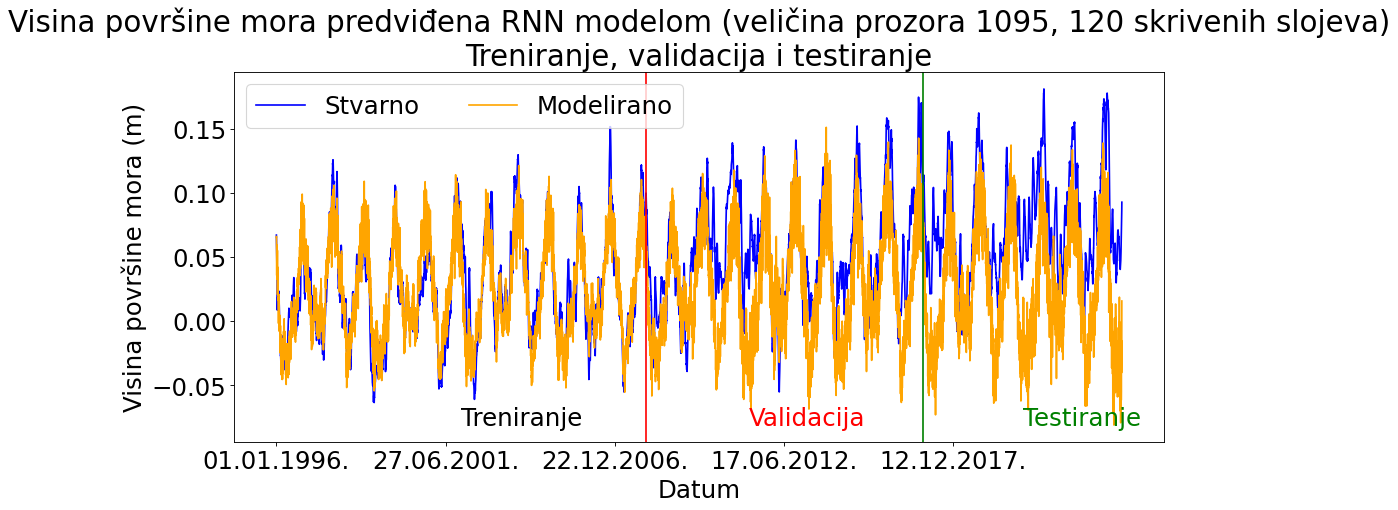 Visina površine mora predviđena RNN modelom (veličina prozora 1095, 120 skrivenih slojeva)
Treniranje, validacija i testiranje
Stvarno
Modelirano
Visina površine mora (m)
0.15
0.10
0.05
0.00
−0.05
Treniranje
Validacija
Testiranje
01.01.1996.
27.06.2001.
22.12.2006.
17.06.2012.
12.12.2017.
Datum